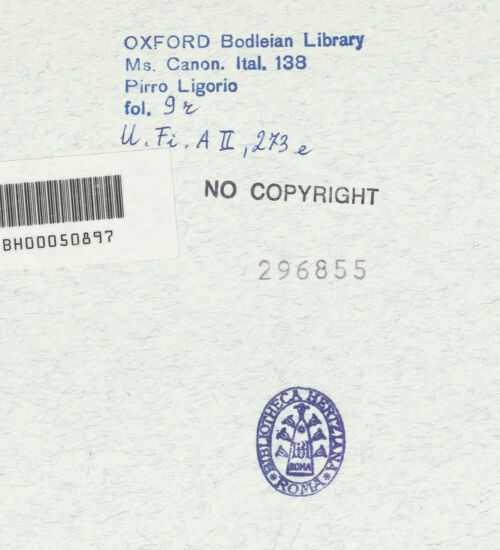 OXFORD Bodleian Library
Ms. Canon. Ital. 138
Pirro Ligorio
fol. 9r
U. Fi. A II, 273 e
NO COPYRIGHT
BH00050897
296855
BIBLIOTHECA HERTZIANA
ROMA
* ROMA *